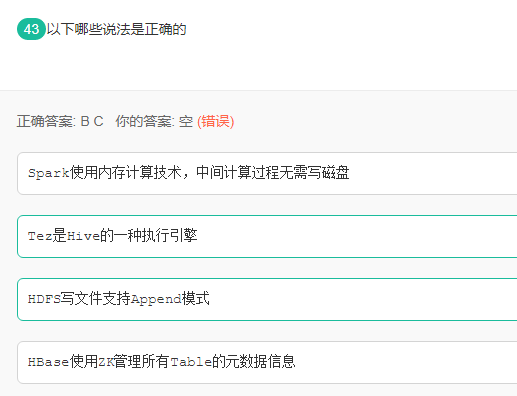 43 以下哪些说法是正确的
正确答案: B C 你的答案: 空 (错误)
Spark使用内存计算技术，中间计算过程无需写磁盘
Tez是Hive的一种执行引擎
HDFS写文件支持Append模式
HBase使用ZK管理所有Table的元数据信息